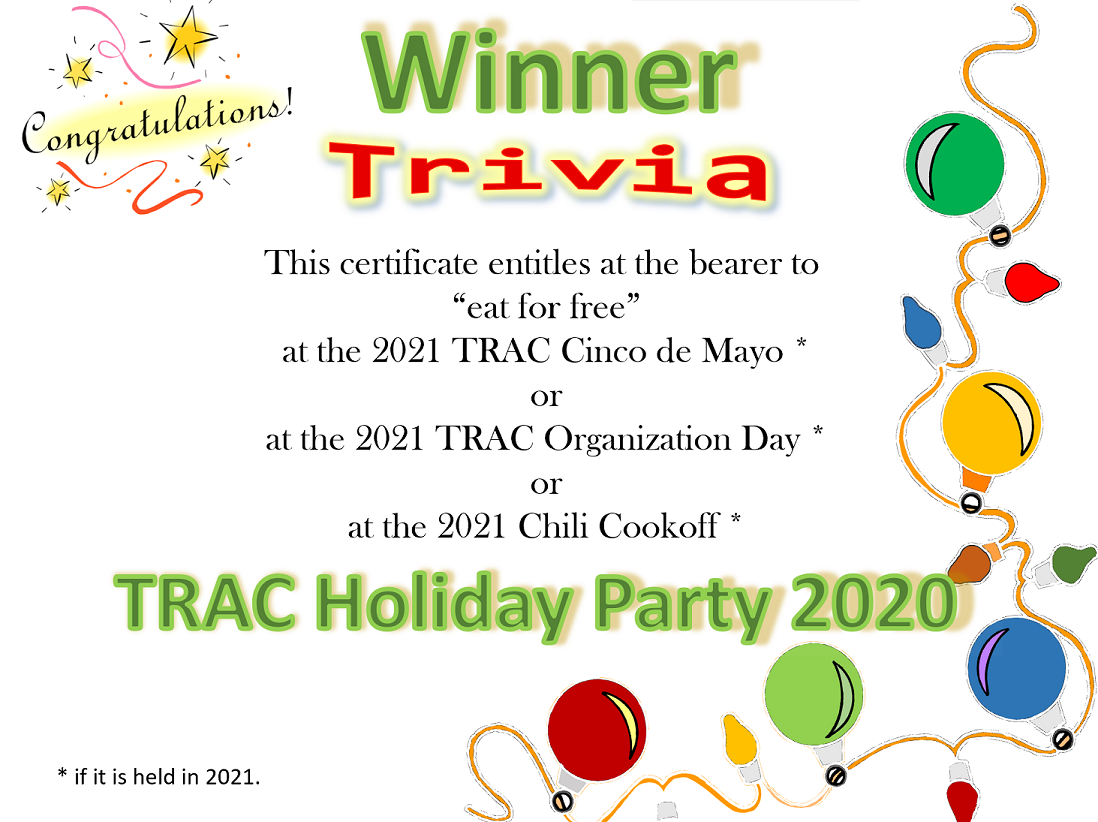 Congratulations!
Winner
Trivia
This certificate entitles at the bearer to
“eat for free”
at the 2021 TRAC Cinco de Mayo *
or
at the 2021 TRAC Organization Day *
or
at the 2021 Chili Cookoff *
TRAC Holiday Party 2020
* if it is held in 2021.